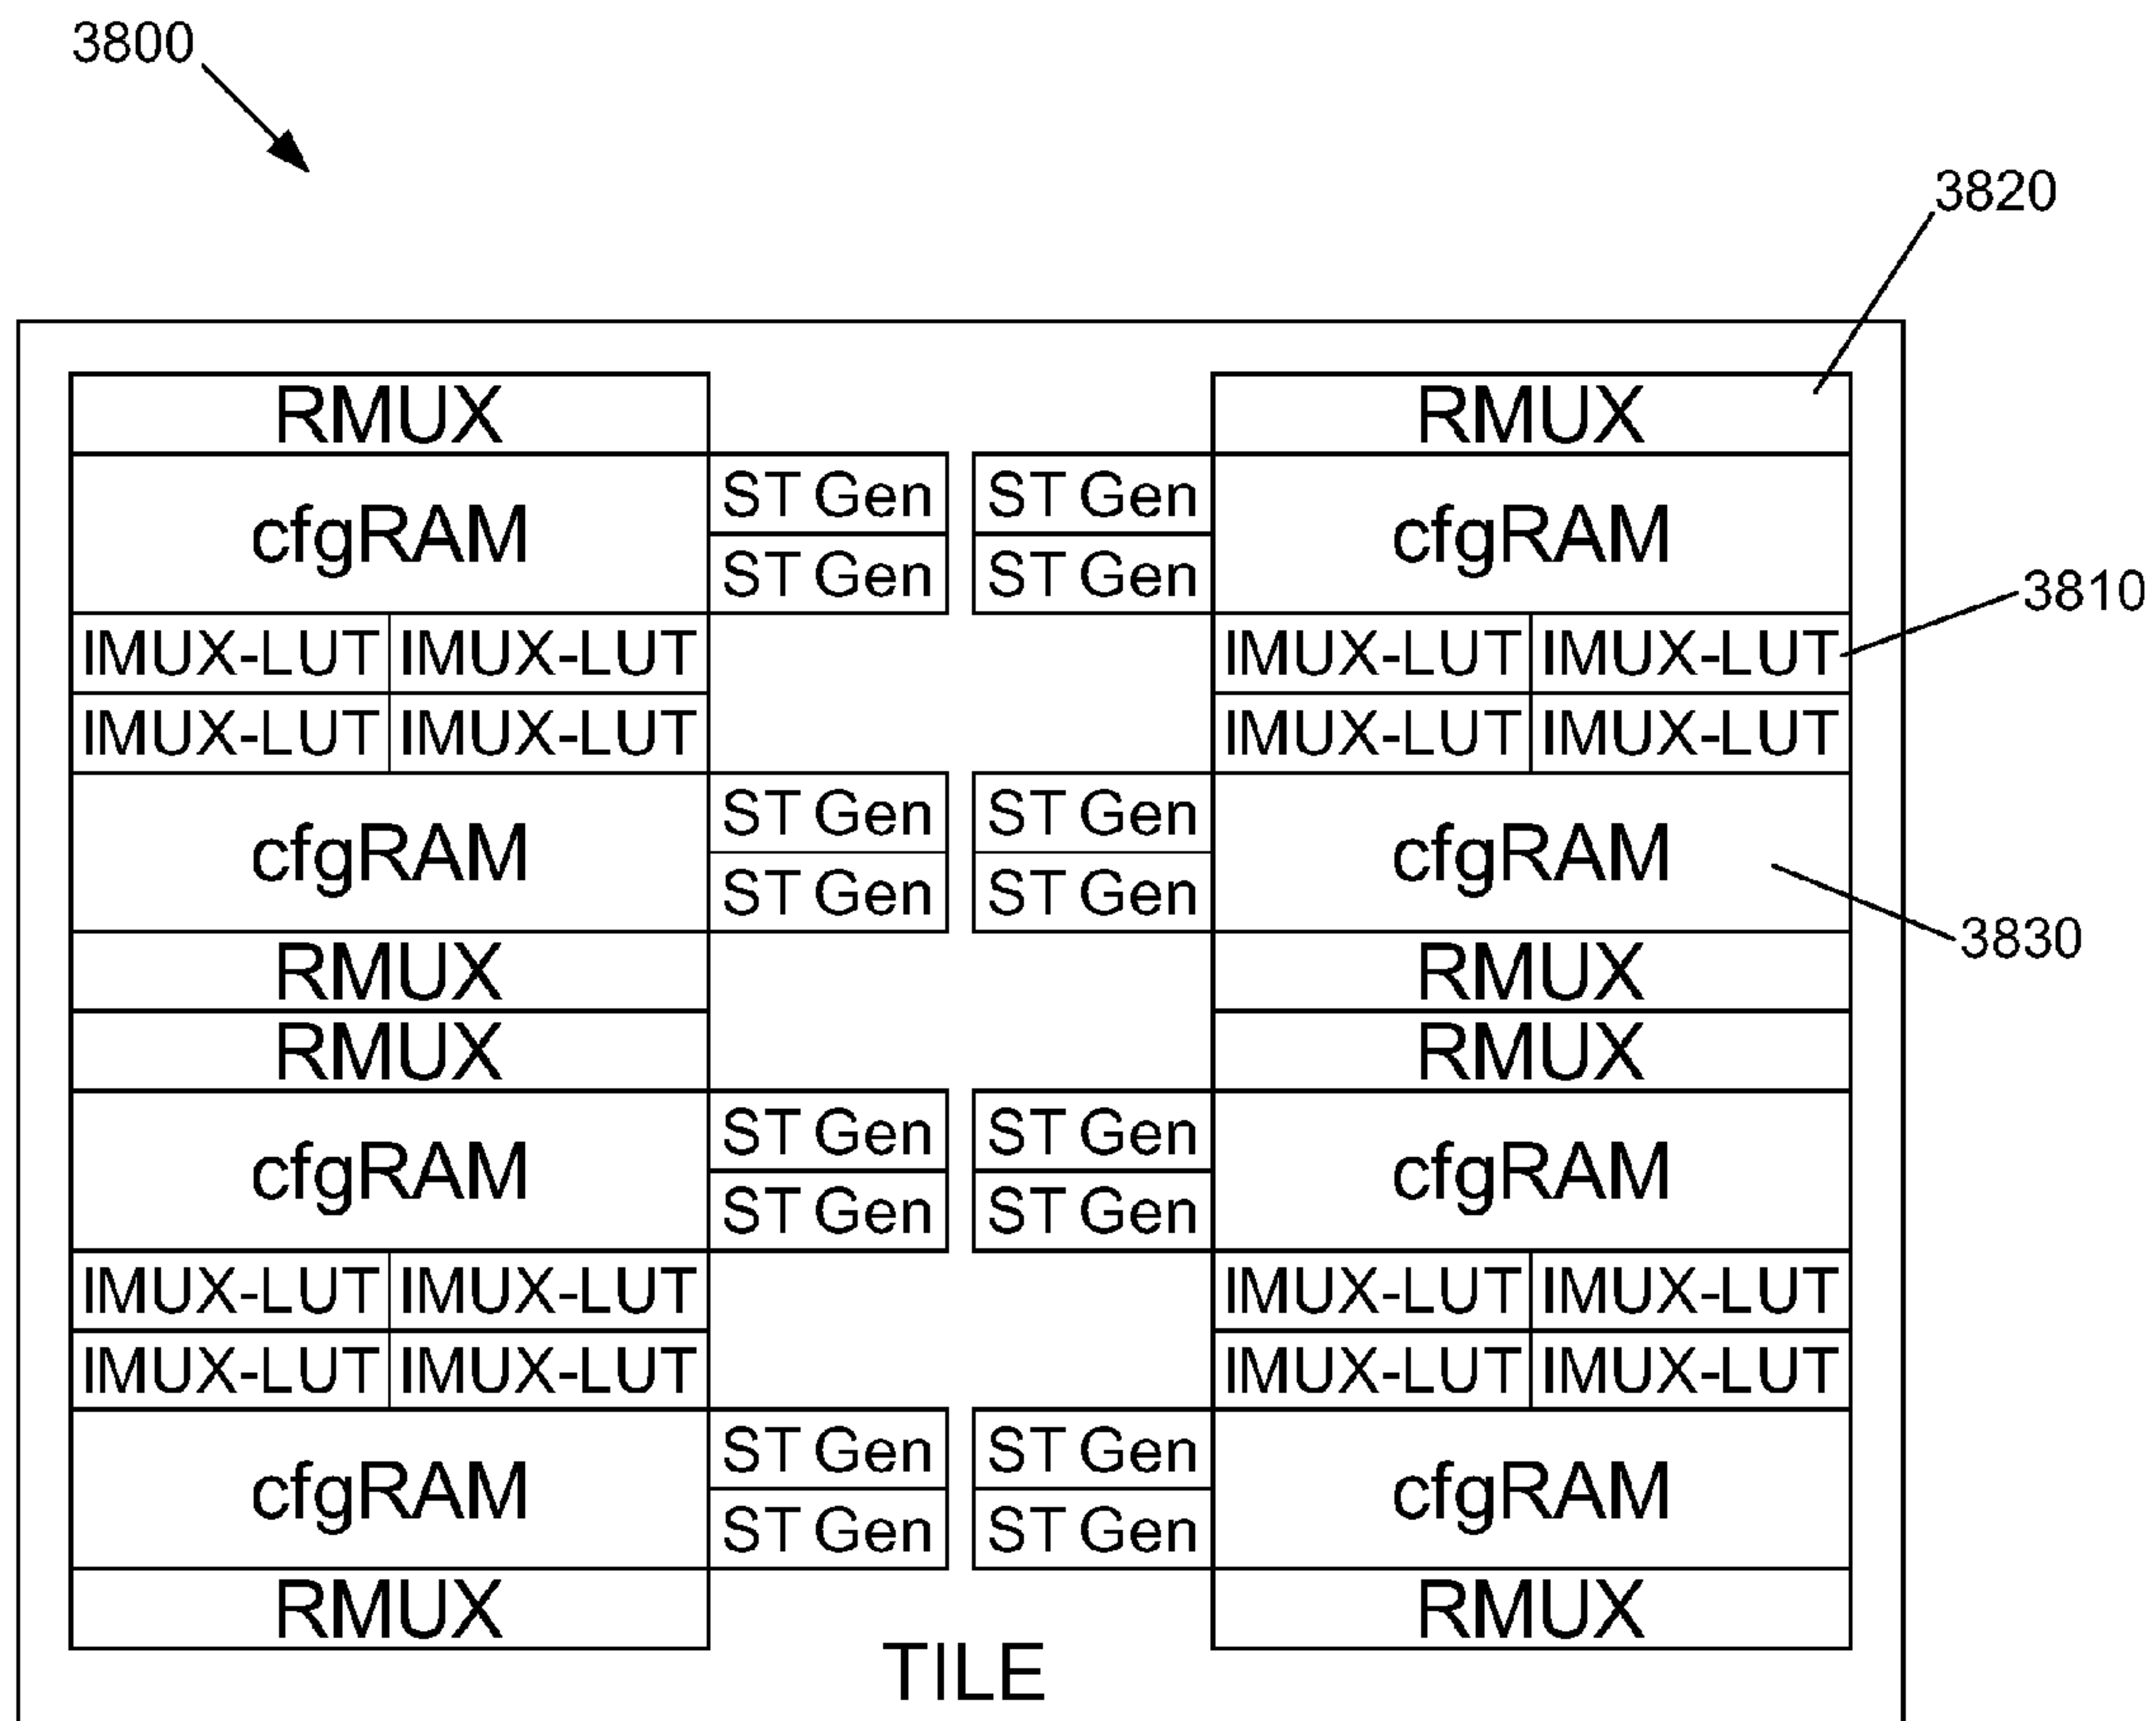 3800
3820
RMUX RMUX
cfgRAM ST Gen ST Gen cfgRAM
ST Gen ST Gen
3810
IMUX-LUT IMUX-LUT IMUX-LUT IMUX-LUT
IMUX-LUT IMUX-LUT IMUX-LUT IMUX-LUT
cfgRAM ST Gen ST Gen cfgRAM
ST Gen ST Gen
3830
RMUX RMUX
RMUX RMUX
cfgRAM ST Gen ST Gen cfgRAM
ST Gen ST Gen
IMUX-LUT IMUX-LUT IMUX-LUT IMUX-LUT
IMUX-LUT IMUX-LUT IMUX-LUT IMUX-LUT
cfgRAM ST Gen ST Gen cfgRAM
ST Gen ST Gen
RMUX RMUX
TILE